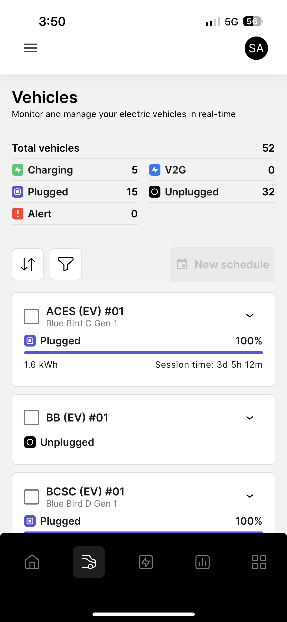 3:50
5G
56
SA
Vehicles
Monitor and manage your electric vehicles in real-time
Total vehicles 52
Charging 5
V2G 0
Plugged 15
Unplugged 32
Alert 0
New schedule
ACES (EV) #01
Blue Bird C Gen 1
Plugged 100%
1.6 kWh Session time: 3d 5h 12m
BB (EV) #01
Unplugged
BCSC (EV) #01
Blue Bird D Gen 1
Plugged 100%